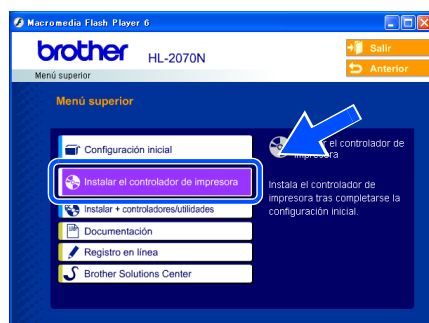 Macromedia Flash Player 6
brother
HL-2070N
Salir
Anterior
Menú superior
Menú superior
Configuración inicial
Instalar el controlador de impresora
Instalar + controladores/utilidades
Documentación
Registro en línea
Brother Solutions Center
el controlador de
impresora
Instala el controlador de
impresora tras completarse la
configuración inicial.